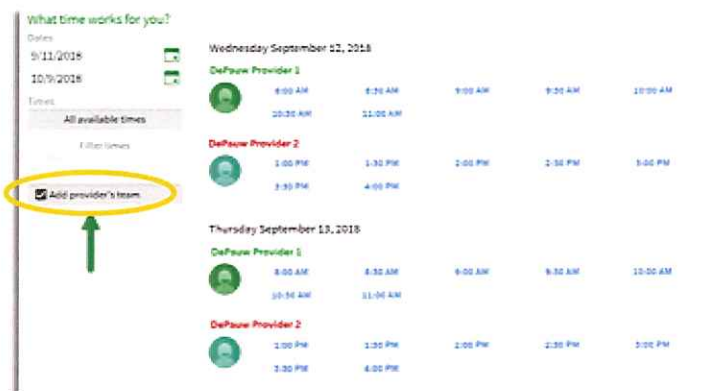 What time works for you?
Dates
9/11/2018
10/9/2018
Times
All available times
Filter times
Add provider's team
Wednesday September 12, 2018
DePauw Provider 1
8:00 AM 8:30 AM 9:00 AM 9:30 AM 10:00 AM
10:30 AM 11:00 AM
DePauw Provider 2
1:00 PM 1:30 PM 2:00 PM 2:30 PM 3:00 PM
3:30 PM 4:00 PM
Thursday September 13, 2018
DePauw Provider 1
8:00 AM 8:30 AM 9:00 AM 9:30 AM 10:00 AM
10:30 AM 11:00 AM
DePauw Provider 2
1:00 PM 1:30 PM 2:00 PM 2:30 PM 3:00 PM
3:30 PM 4:00 PM